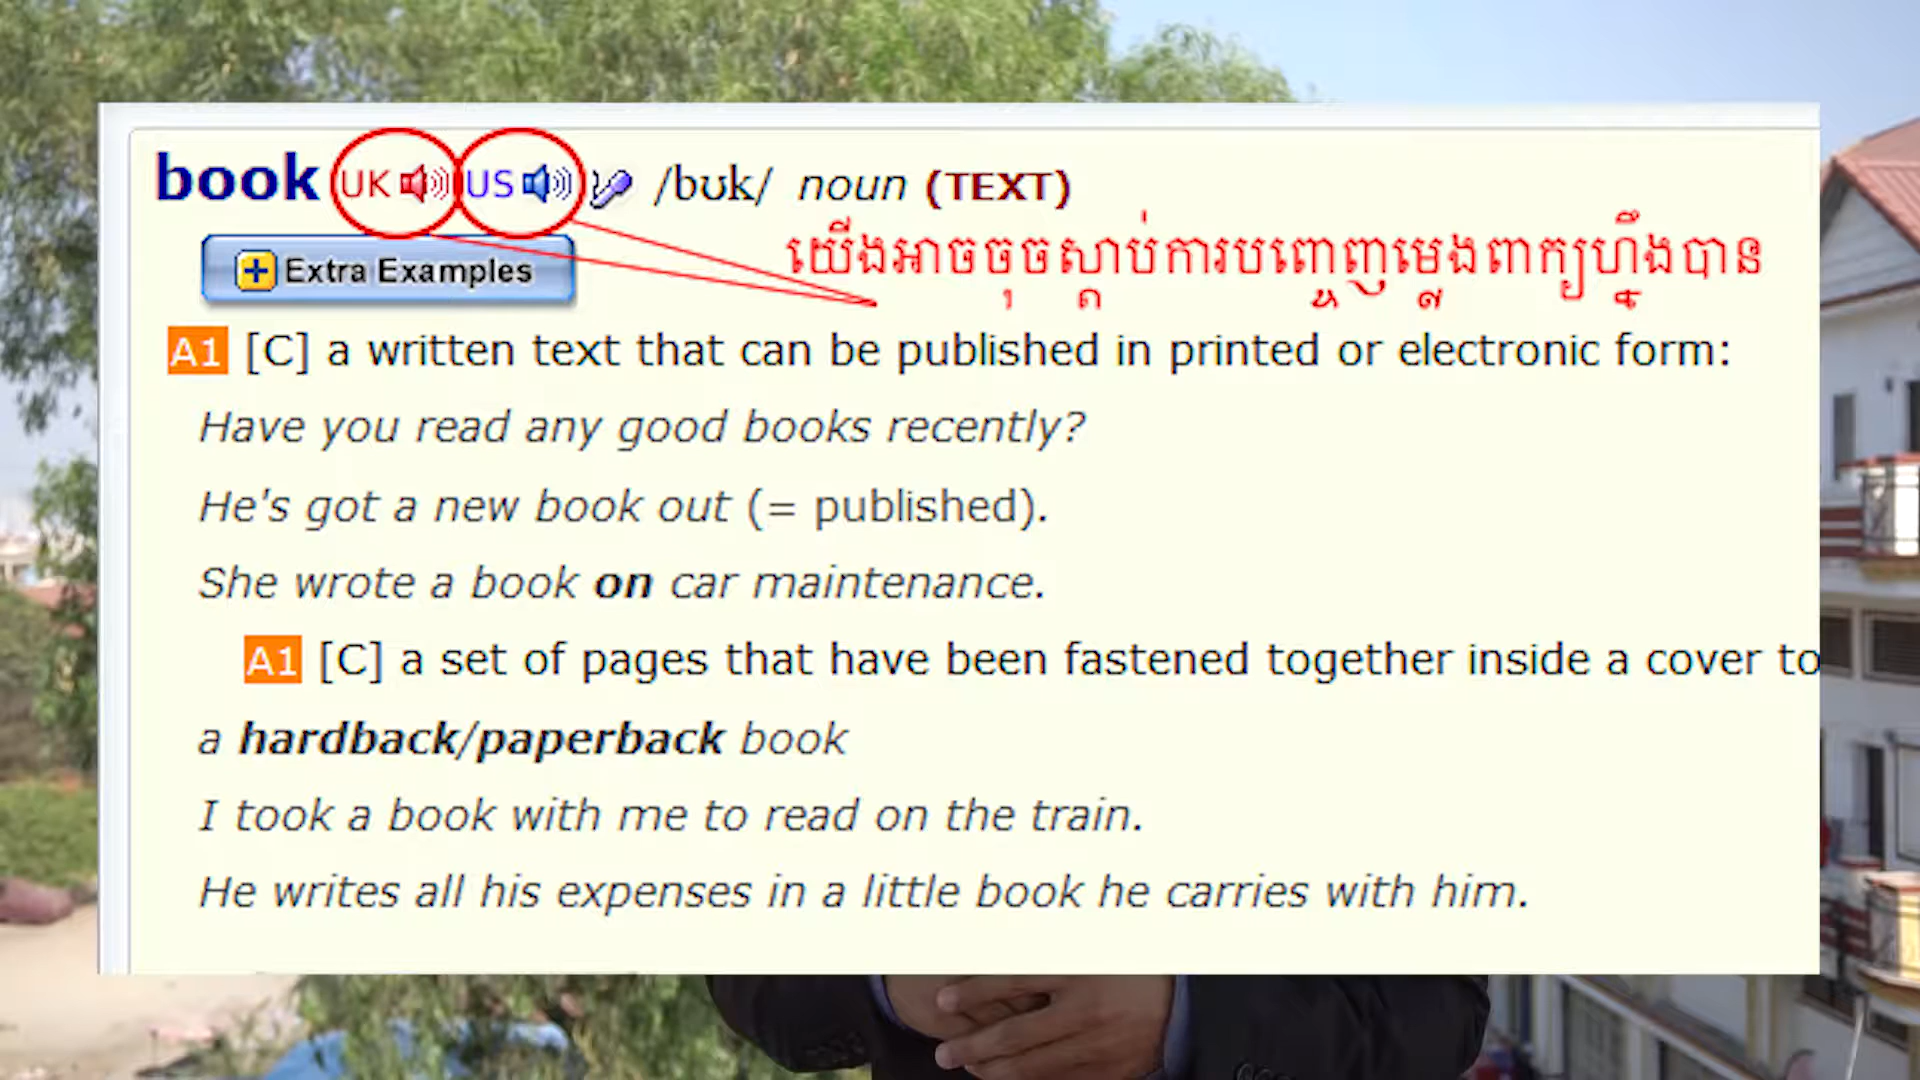 book UK US /bʊk/ noun (TEXT)
យើងអាចចុចស្ដាប់ការបញ្ចេញម្លេងពាក្យហ្នឹងបាន
Extra Examples
A1 [C] a written text that can be published in printed or electronic form:
Have you read any good books recently?
He's got a new book out (= published).
She wrote a book on car maintenance.
A1 [C] a set of pages that have been fastened together inside a cover to
a hardback/paperback book
I took a book with me to read on the train.
He writes all his expenses in a little book he carries with him.